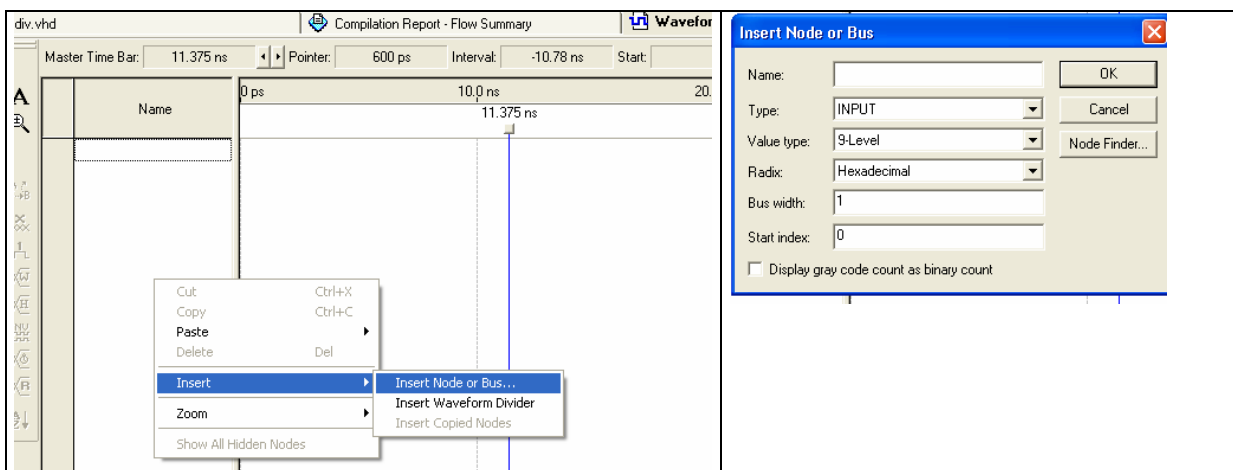 div.vhd
Compilation Report - Flow Summary
Wavefor
Master Time Bar: 11.375 ns Pointer: 600 ps Interval: -10.78 ns Start:
Name
0 ps 10.0 ns 20.
11.375 ns
Cut Ctrl+X
Copy Ctrl+C
Paste
Delete Del
Insert
Zoom
Show All Hidden Nodes
Insert Node or Bus...
Insert Waveform Divider
Insert Copied Nodes
Insert Node or Bus
Name: OK
Type: INPUT Cancel
Value type: 9-Level Node Finder...
Radix: Hexadecimal
Bus width: 1
Start index: 0
Display gray code count as binary count